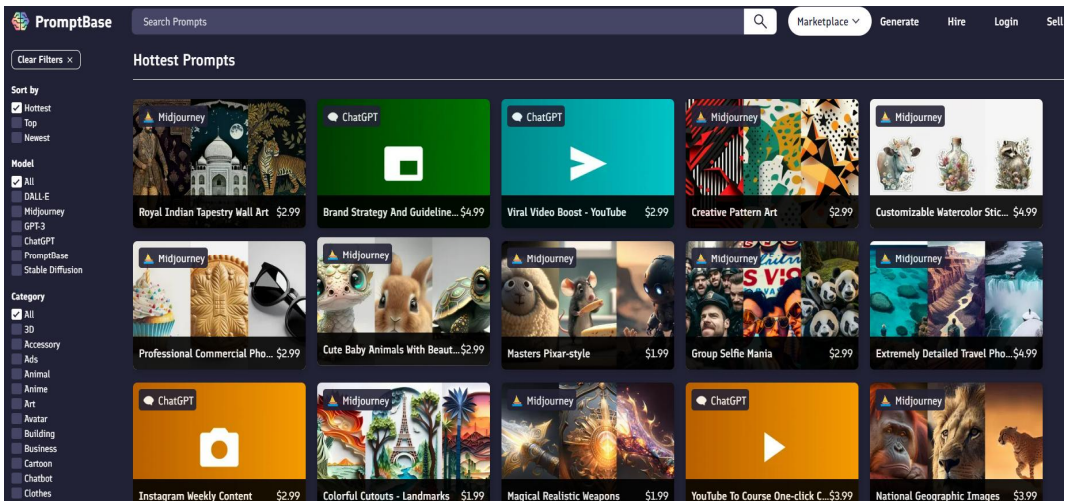 PromptBase
Search Prompts
Marketplace
Generate
Hire
Login
Sell
Clear Filters ×
Hottest Prompts
Sort by
Hottest
Top
Newest
Model
All
DALL-E
Midjourney
GPT-3
ChatGPT
PromptBase
Stable Diffusion
Category
All
3D
Accessory
Ads
Animal
Anime
Art
Avatar
Building
Business
Cartoon
Chatbot
Clothes
Midjourney
Royal Indian Tapestry Wall Art $2.99
ChatGPT
Brand Strategy And Guideline... $4.99
ChatGPT
Viral Video Boost - YouTube $2.99
Midjourney
Creative Pattern Art $2.99
Midjourney
Customizable Watercolor Stic... $4.99
Midjourney
Professional Commercial Pho... $2.99
Midjourney
Cute Baby Animals With Beaut... $2.99
Midjourney
Masters Pixar-style $1.99
Midjourney
Group Selfie Mania $2.99
Midjourney
Extremely Detailed Travel Pho... $4.99
ChatGPT
Instagram Weekly Content $2.99
Midjourney
Colorful Cutouts - Landmarks $1.99
Midjourney
Magical Realistic Weapons $1.99
ChatGPT
YouTube To Course One-click C... $3.99
Midjourney
National Geographic Images $3.99